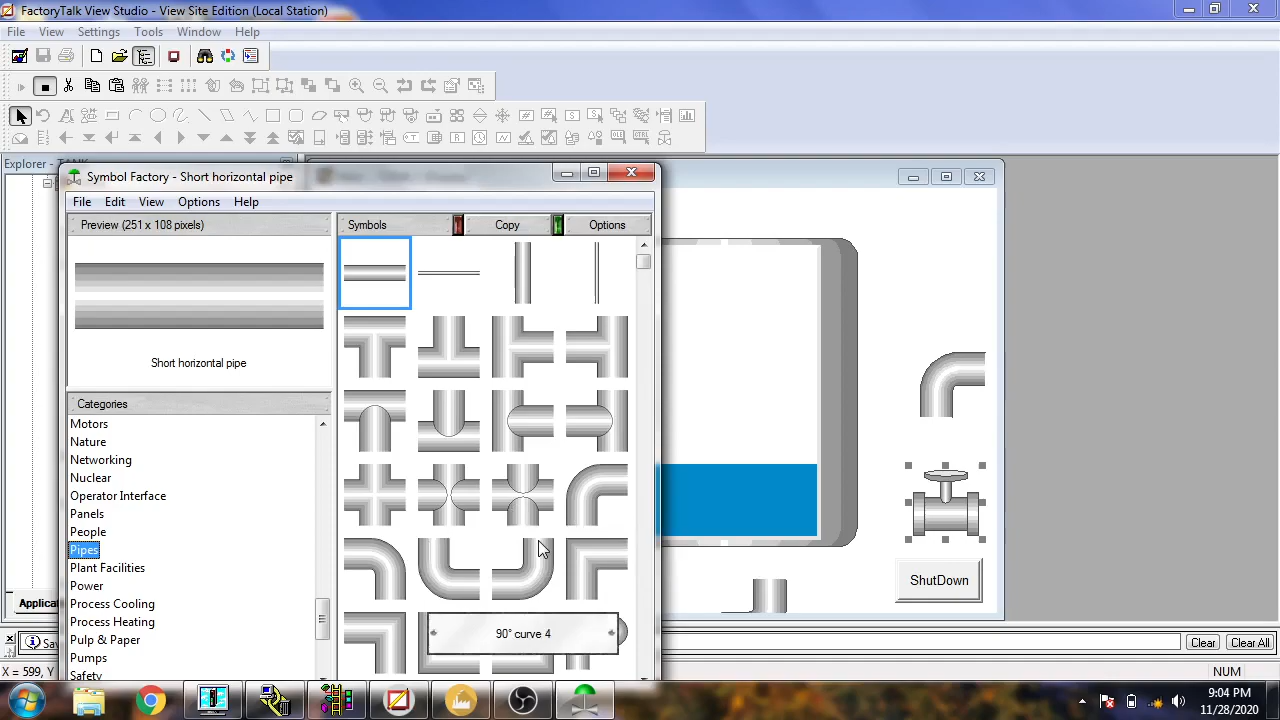 FactoryTalk View Studio - View Site Edition (Local Station)
File View Settings Tools Window Help
Symbol Factory - Short horizontal pipe
File Edit View Options Help
Preview (251 x 108 pixels)
Symbols Copy Options
Short horizontal pipe
Categories
Motors
Nature
Networking
Nuclear
Operator Interface
Panels
People
Pipes
Plant Facilities
Power
Process Cooling
Process Heating
Pulp & Paper
Pumps
Safety
90° curve 4
ShutDown
Explorer -
Applica
Clear Clear All
X = 599,
NUM
9:04 PM
11/28/2020